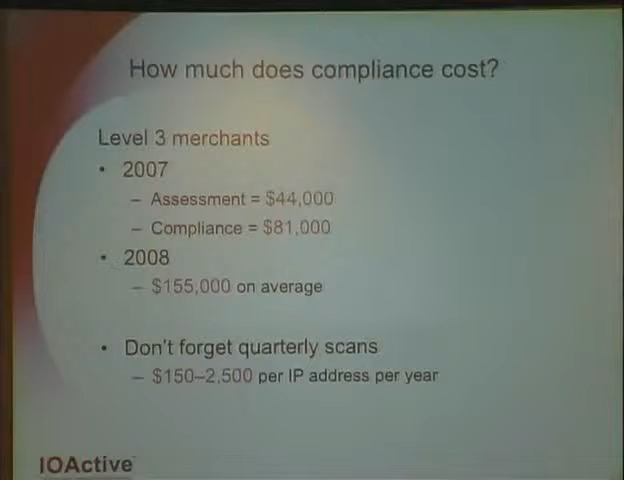 How much does compliance cost?
Level 3 merchants
• 2007
– Assessment = $44,000
– Compliance = $81,000
• 2008
– $155,000 on average
• Don't forget quarterly scans
– $150–2,500 per IP address per year
IOActive